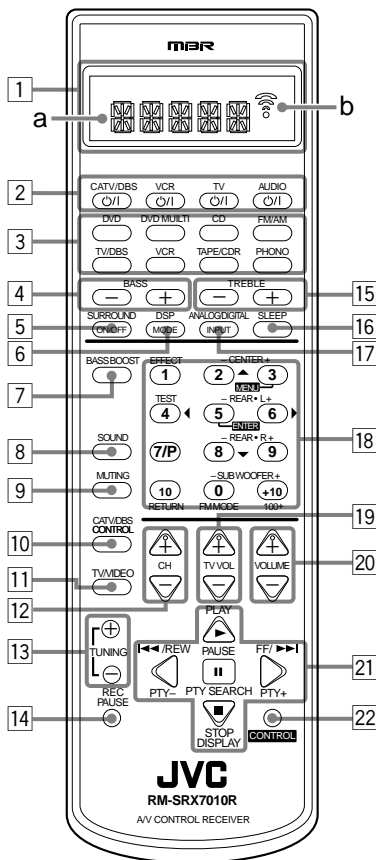 MBR
1
a
b
2
CATV/DBS VCR TV AUDIO
⏻/I ⏻/I ⏻/I ⏻/I
3
DVD DVD MUILTI CD FM/AM
TV/DBS VCR TAPE/CDR PHONO
4
BASS TREBLE
15
− + − +
5
SURROUND DSP ANALOG/DIGITAL SLEEP
16
ON/OFF MODE INPUT
6
17
7
BASS BOOST
EFFECT − CENTER +
1 2 3
MENU
TEST − REAR • L +
4 5 6
ENTER
8
SOUND
− REAR • R +
7/P 8 9
18
9
MUTING
− SUBWOOFER +
10 0 +10
RETURN FM MODE 100+
10
CATV/DBS
CONTROL
19
+ + +
CH TV VOL VOLUME
− − −
20
11
TV/VIDEO
12
13
+
TUNING
−
PLAY
/REW PAUSE FF/
21
PTY− PTY SEARCH PTY+
14
REC
PAUSE
STOP
DISPLAY
CONTROL
22
JVC
RM-SRX7010R
A/V CONTROL RECEIVER